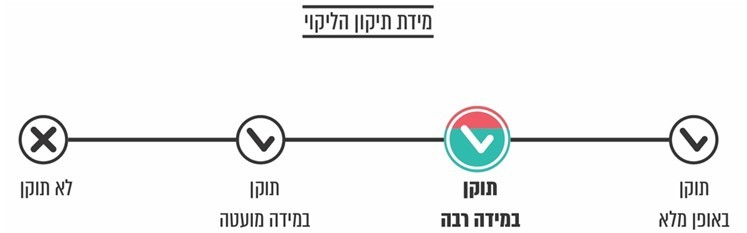 מידת תיקון הליקוי
תוקן
באופן מלא
תוקן
במידה רבה
תוקן
במידה מועטה
לא תוקן